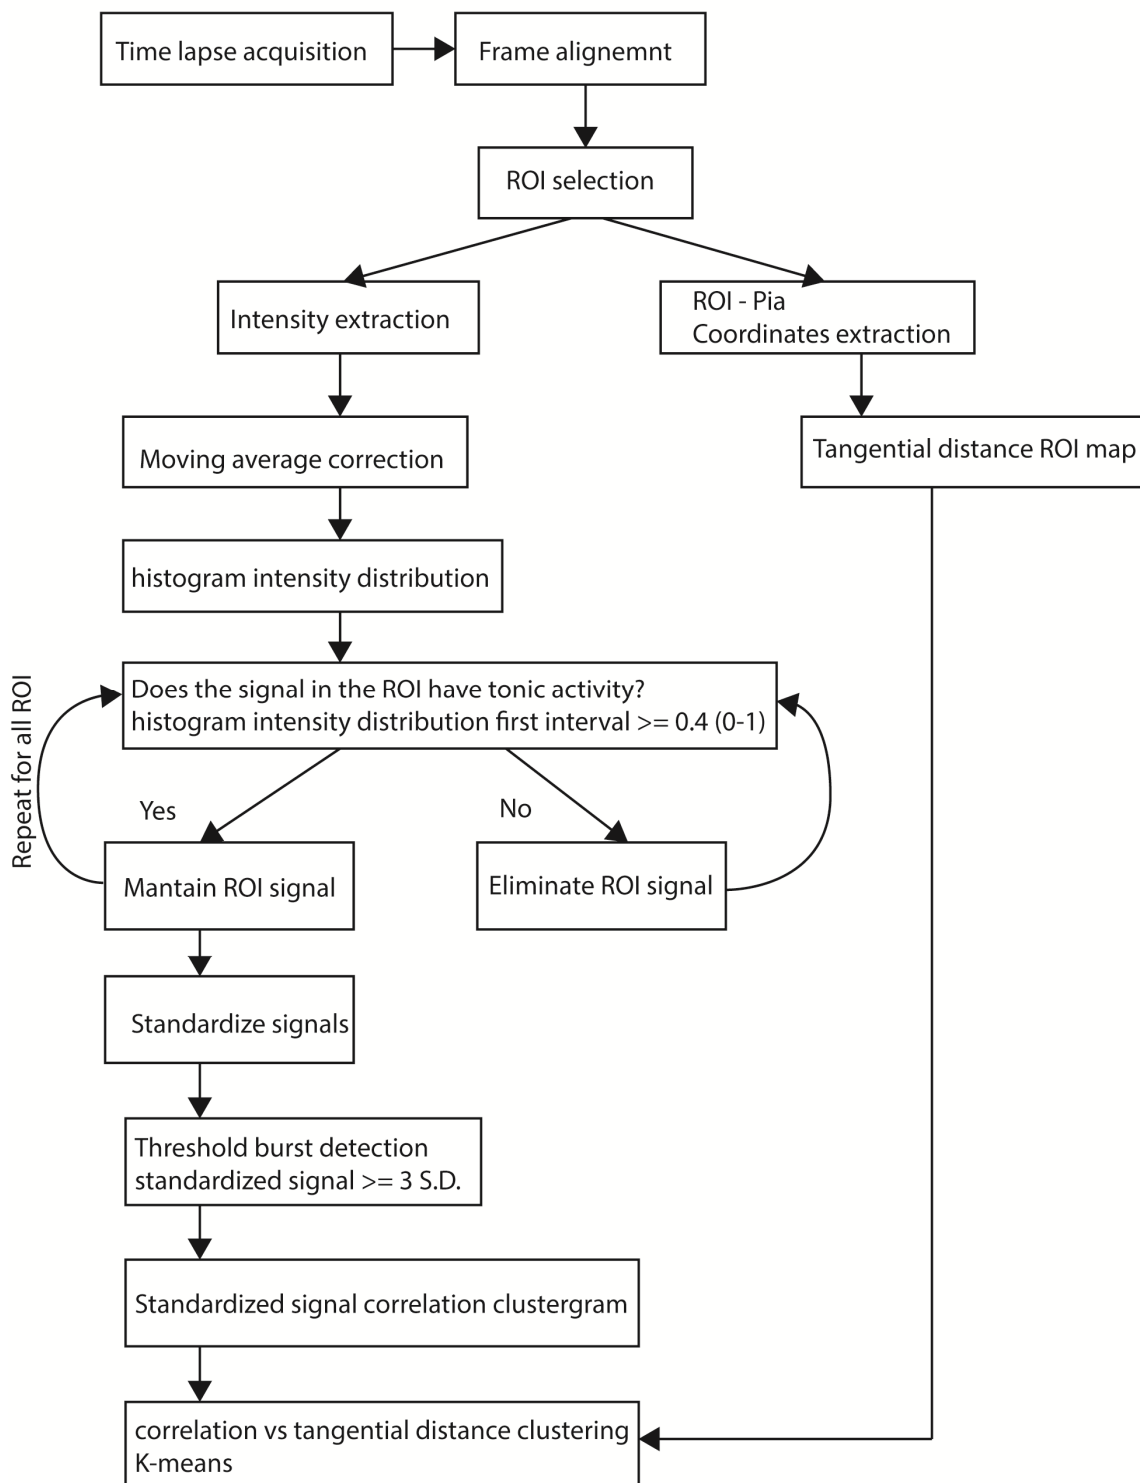 Time lapse acquisition
Frame alignemnt
ROI selection
Intensity extraction
ROI - Pia
Coordinates extraction
Moving average correction
Tangential distance ROI map
histogram intensity distribution
Does the signal in the ROI have tonic activity?
histogram intensity distribution first interval >= 0.4 (0-1)
Repeat for all ROI
Yes
No
Mantain ROI signal
Eliminate ROI signal
Standardize signals
Threshold burst detection
standardized signal >= 3 S.D.
Standardized signal correlation clustergram
correlation vs tangential distance clustering
K-means